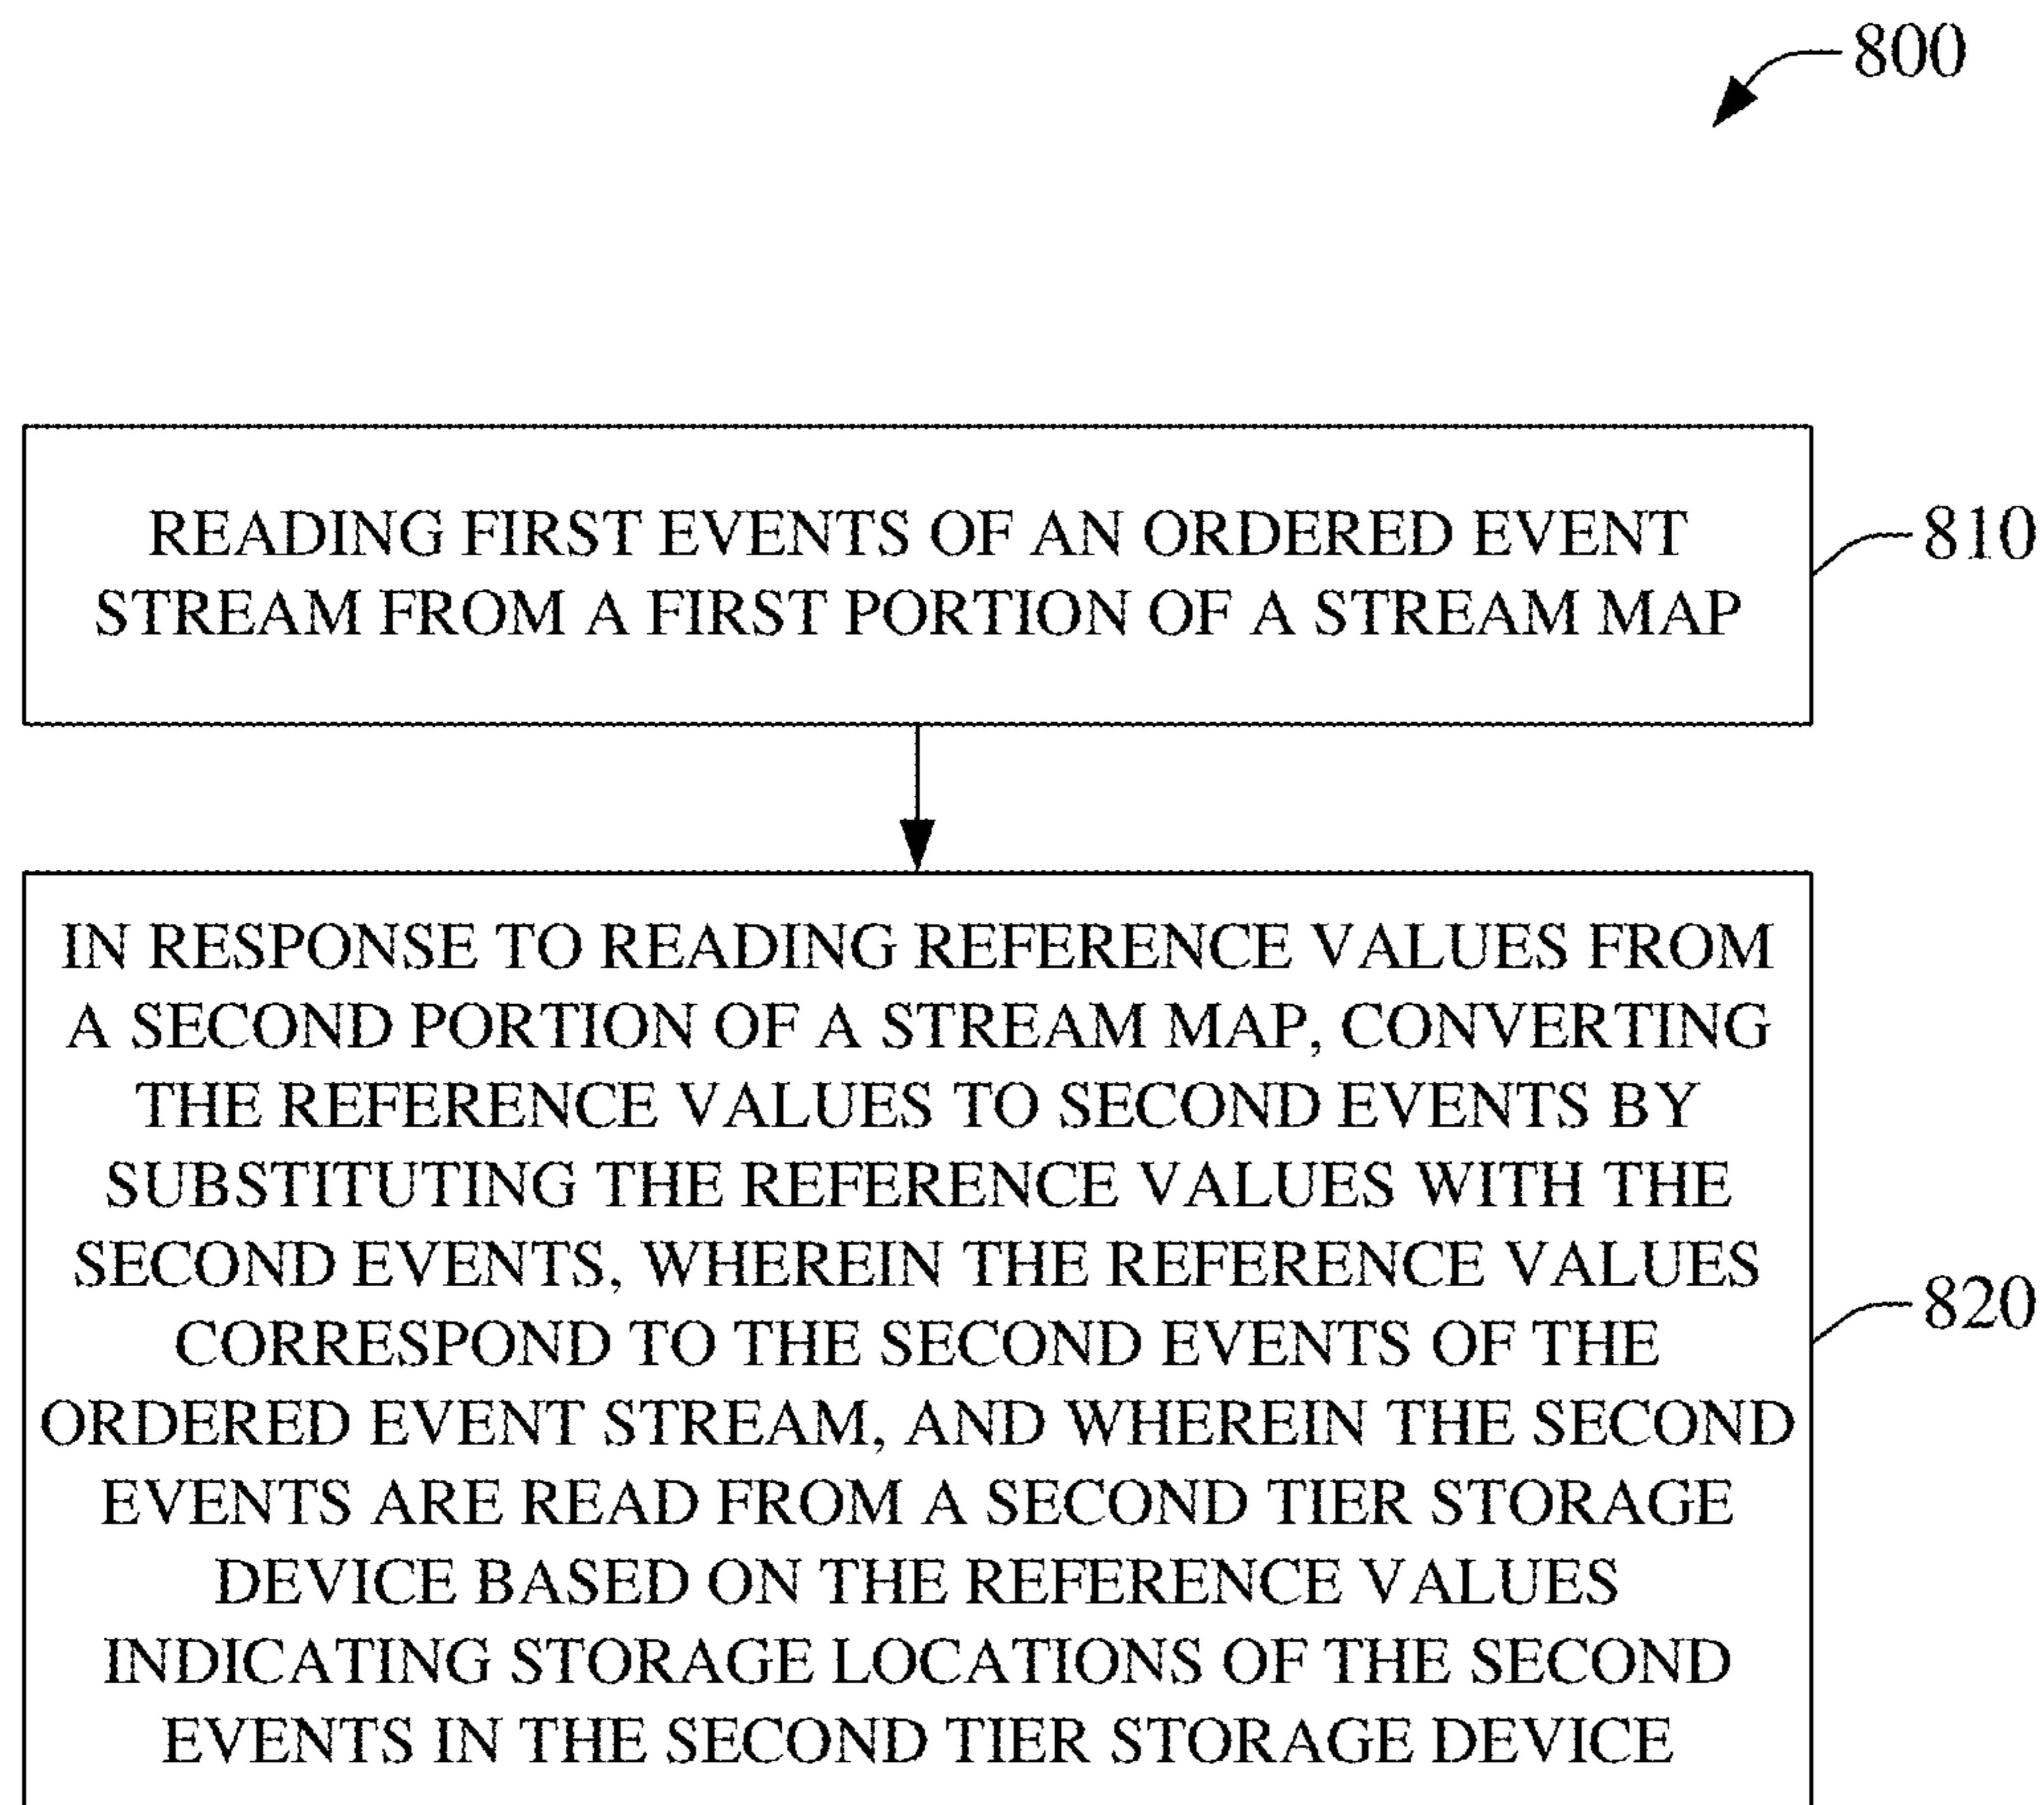 800
READING FIRST EVENTS OF AN ORDERED EVENT
STREAM FROM A FIRST PORTION OF A STREAM MAP
810
IN RESPONSE TO READING REFERENCE VALUES FROM
A SECOND PORTION OF A STREAM MAP, CONVERTING
THE REFERENCE VALUES TO SECOND EVENTS BY
SUBSTITUTING THE REFERENCE VALUES WITH THE
SECOND EVENTS, WHEREIN THE REFERENCE VALUES
CORRESPOND TO THE SECOND EVENTS OF THE
ORDERED EVENT STREAM, AND WHEREIN THE SECOND
EVENTS ARE READ FROM A SECOND TIER STORAGE
DEVICE BASED ON THE REFERENCE VALUES
INDICATING STORAGE LOCATIONS OF THE SECOND
EVENTS IN THE SECOND TIER STORAGE DEVICE
820